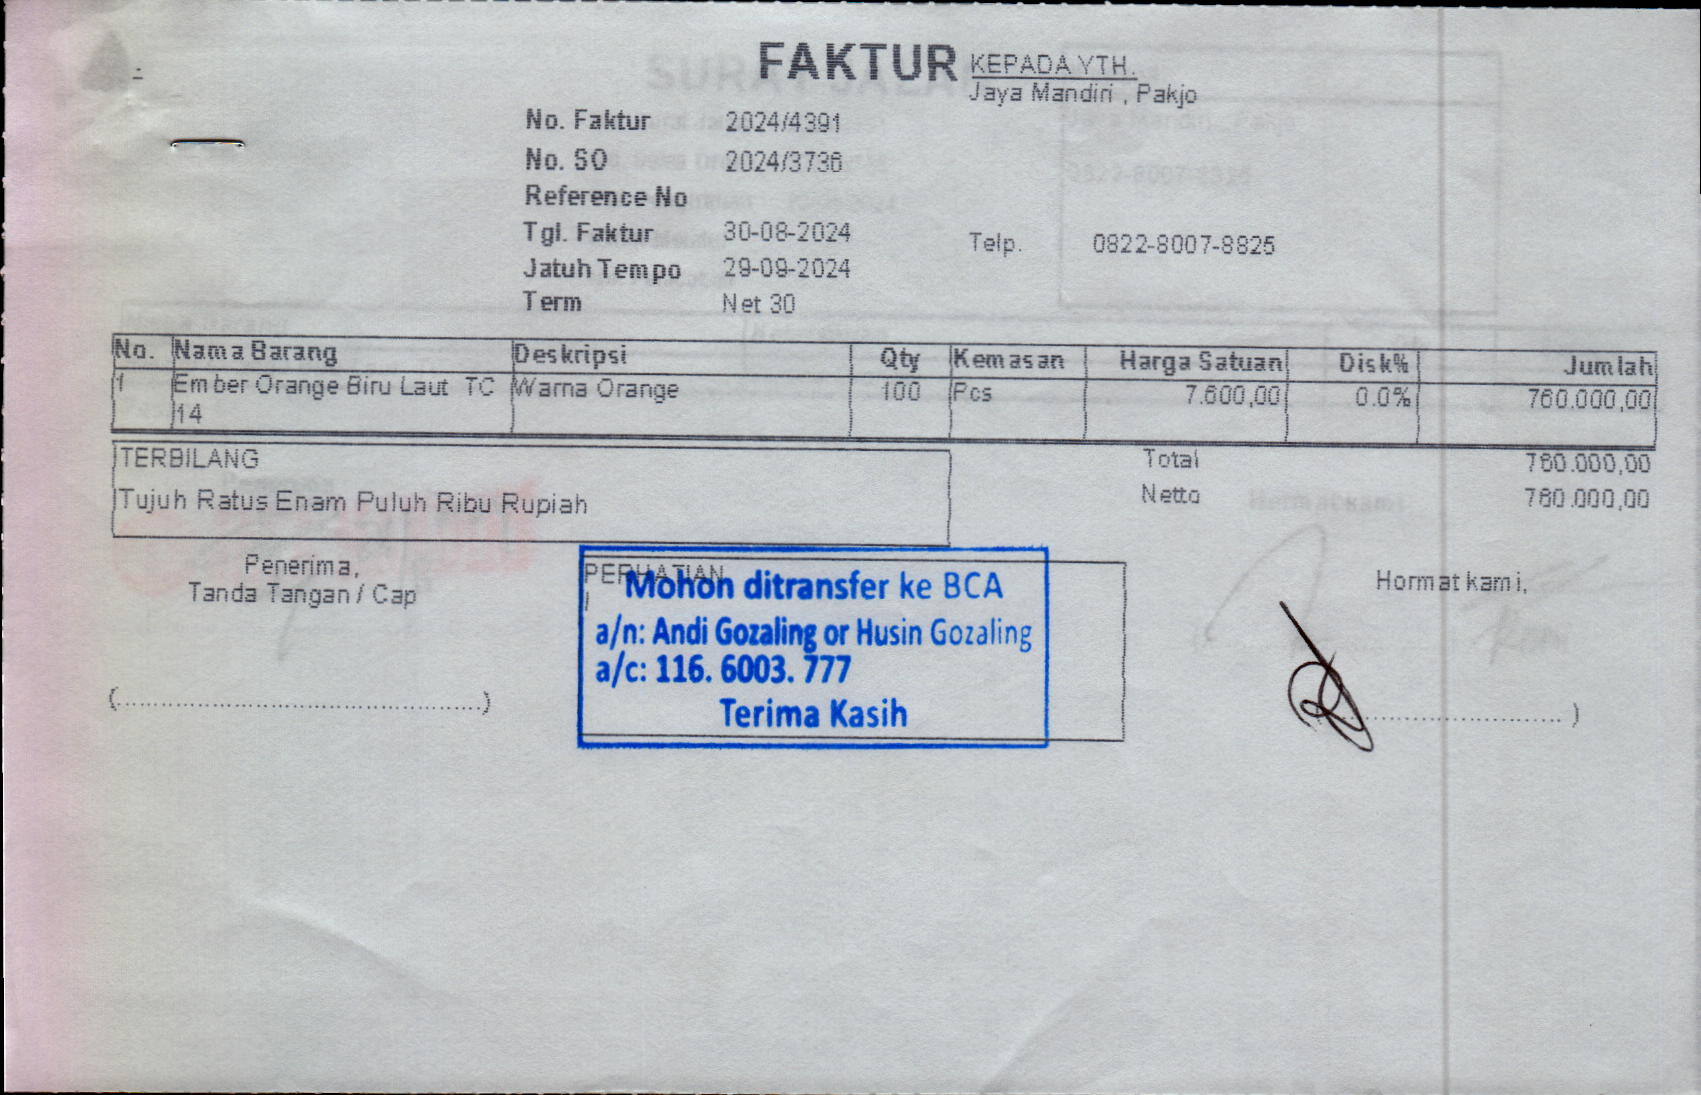 FAKTUR
KEPADA YTH.
Jaya Mandiri , Pakjo
No. Faktur 2024/4391
No. SO 2024/3736
Reference No
Tgl. Faktur 30-08-2024
Telp. 0822-8007-8825
Jatuh Tempo 29-09-2024
Term Net 30
No. Nama Barang Deskripsi Qty Kemasan Harga Satuan Disk% Jumlah
1 Ember Orange Biru Laut TC Warna Orange 100 Pcs 7.600,00 0.0% 760.000,00
14
TERBILANG Total 760.000,00
Tujuh Ratus Enam Puluh Ribu Rupiah Netto 760.000,00
Penerima,
Tanda Tangan / Cap
PERHATIAN
Mohon ditransfer ke BCA
a/n: Andi Gozaling or Husin Gozaling
a/c: 116. 6003. 777
Terima Kasih
Hormat kami,